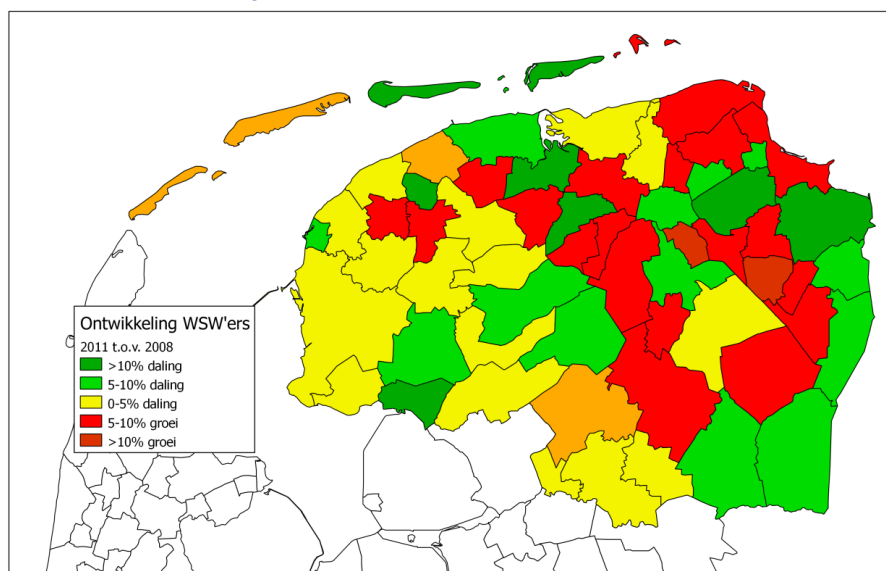 Ontwikkeling WSW'ers
2011 t.o.v. 2008
>10% daling
5-10% daling
0-5% daling
5-10% groei
>10% groei